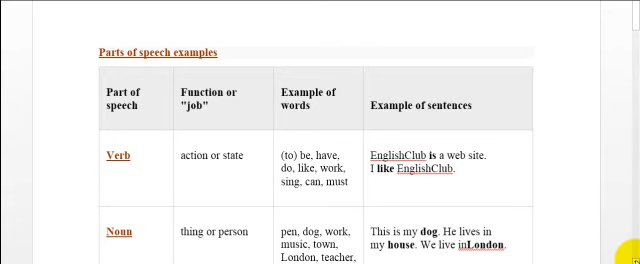 Parts of speech examples
Part of speech
Function or "job"
Example of words
Example of sentences
Verb
action or state
(to) be, have,
do, like, work,
sing, can, must
EnglishClub is a web site.
I like EnglishClub.
Noun
thing or person
pen, dog, work,
music, town,
London, teacher,
This is my dog. He lives in
my house. We live inLondon.